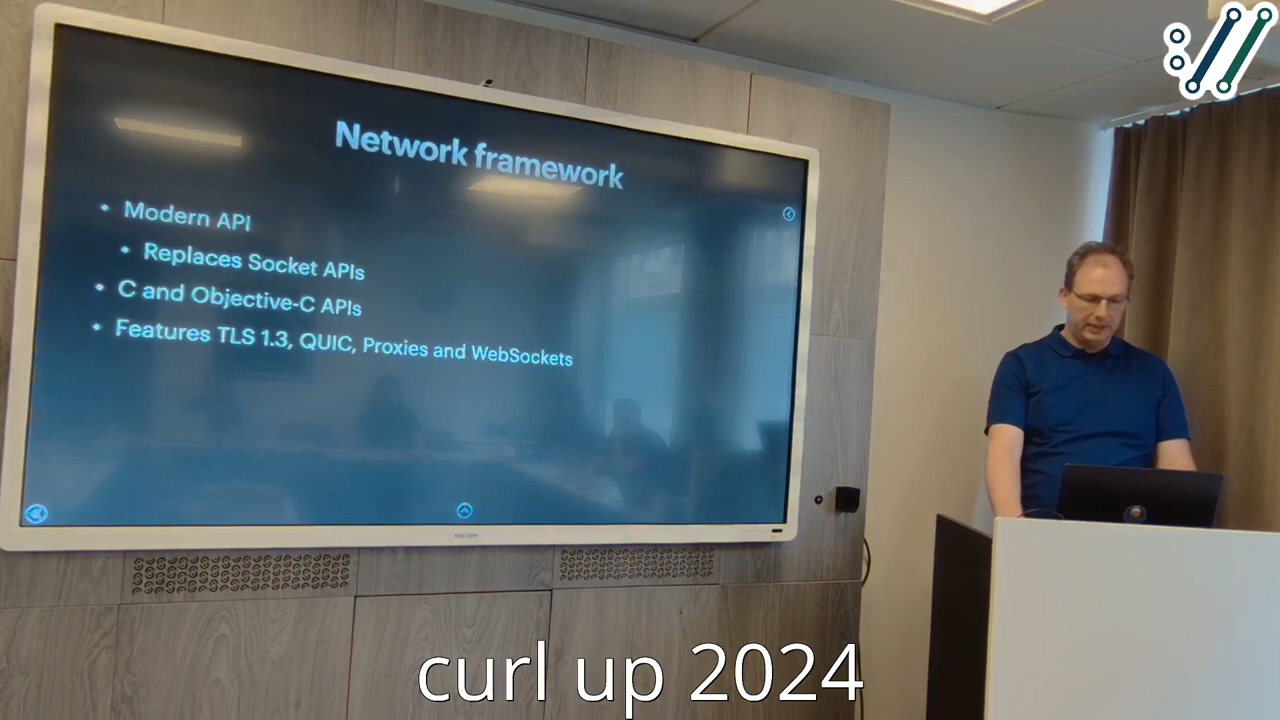 Network framework
• Modern API
• Replaces Socket APIs
• C and Objective-C APIs
• Features TLS 1.3, QUIC, Proxies and WebSockets
RICOH
curl up 2024